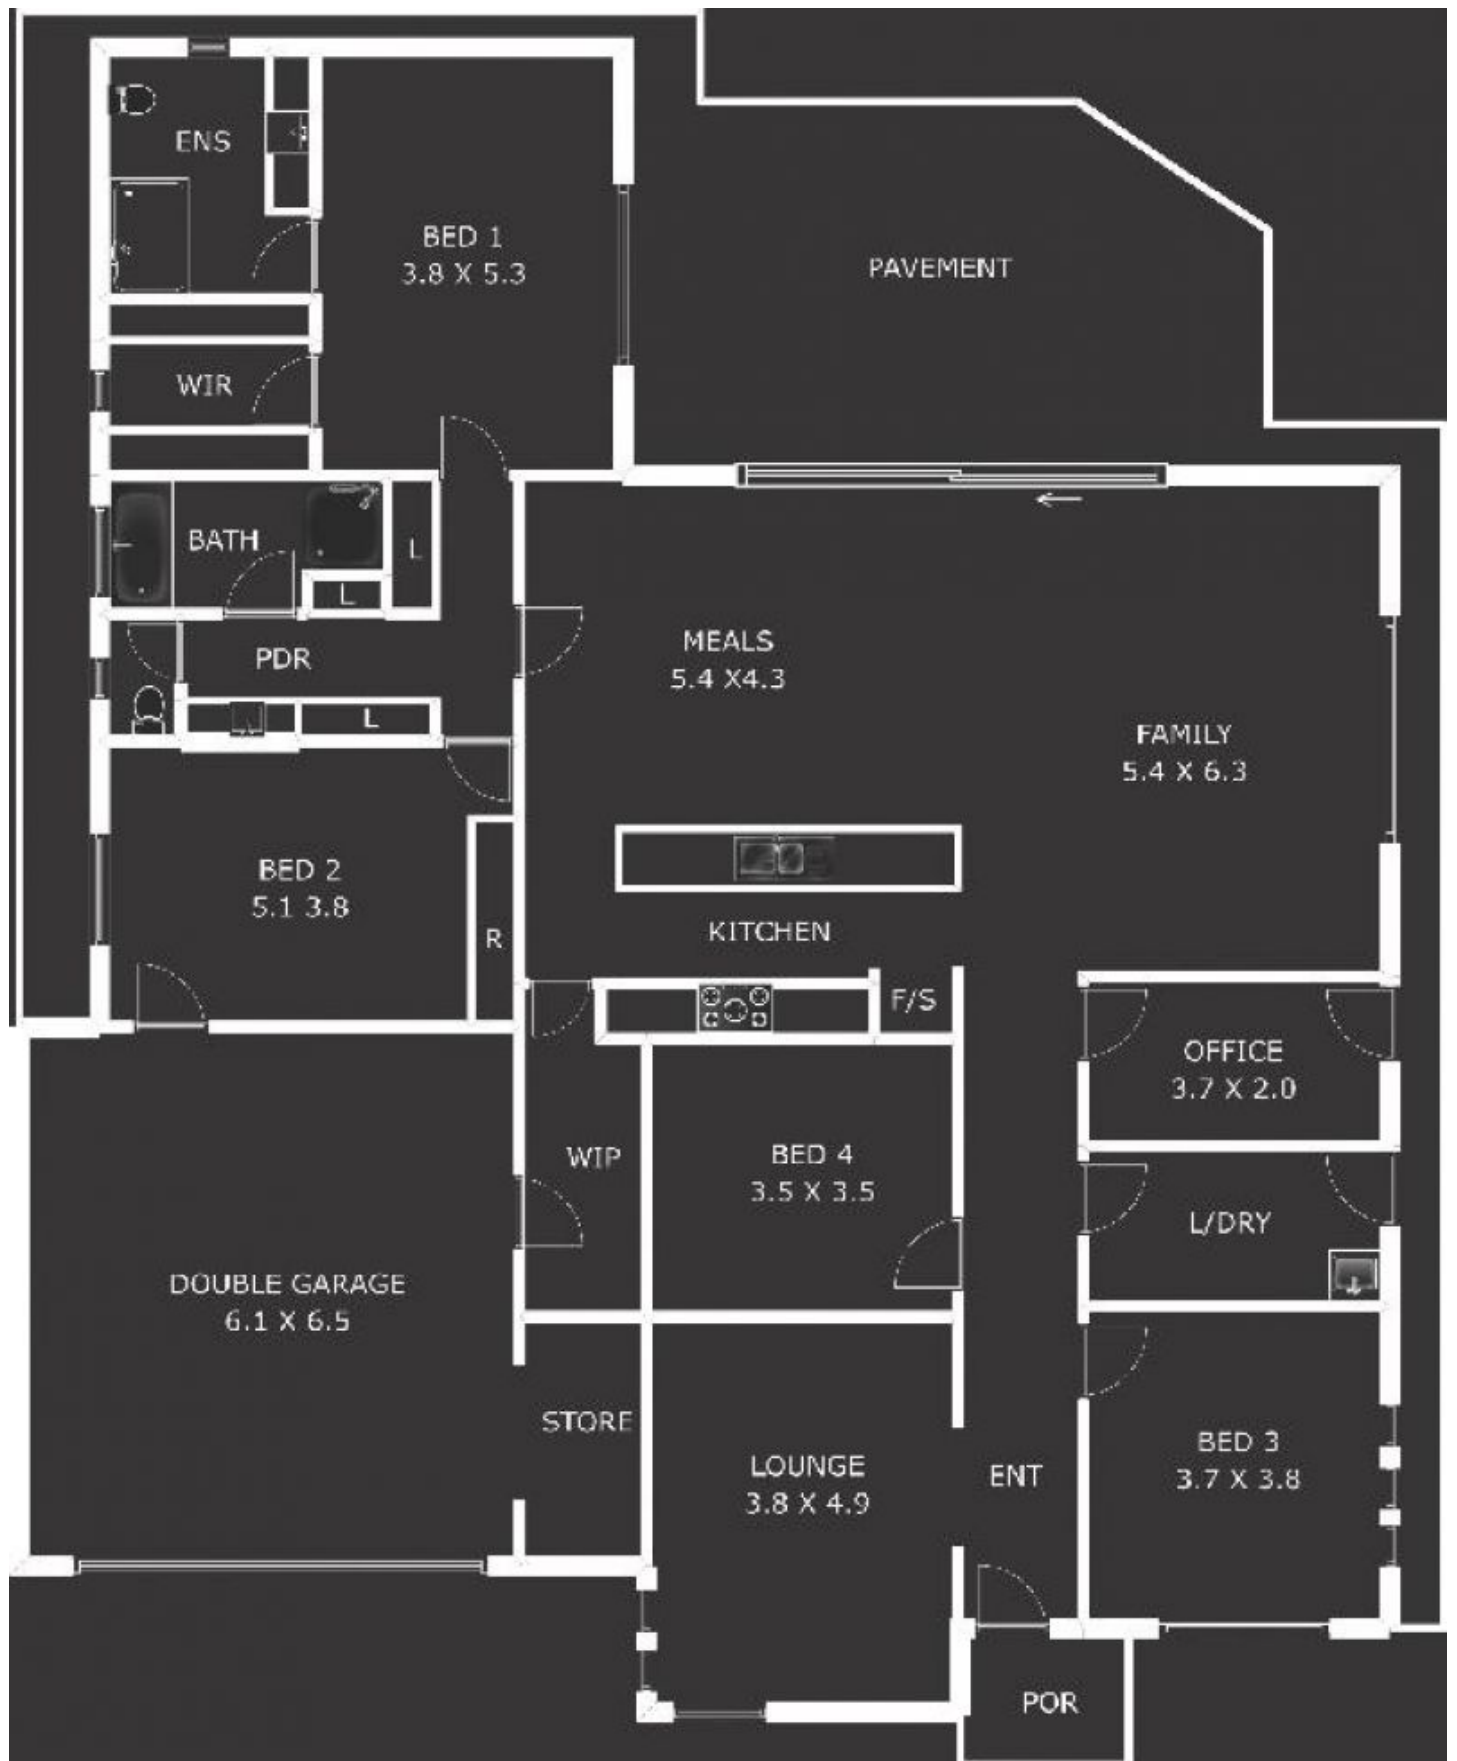 ENS
BED 1
3.8 X 5.3
PAVEMENT
WIR
BATH
L
L
PDR
L
MEALS
5.4 X4.3
FAMILY
5.4 X 6.3
BED 2
5.1 3.8
R
KITCHEN
F/S
OFFICE
3.7 X 2.0
WIP
BED 4
3.5 X 3.5
L/DRY
DOUBLE GARAGE
6.1 X 6.5
STORE
LOUNGE
3.8 X 4.9
ENT
BED 3
3.7 X 3.8
POR